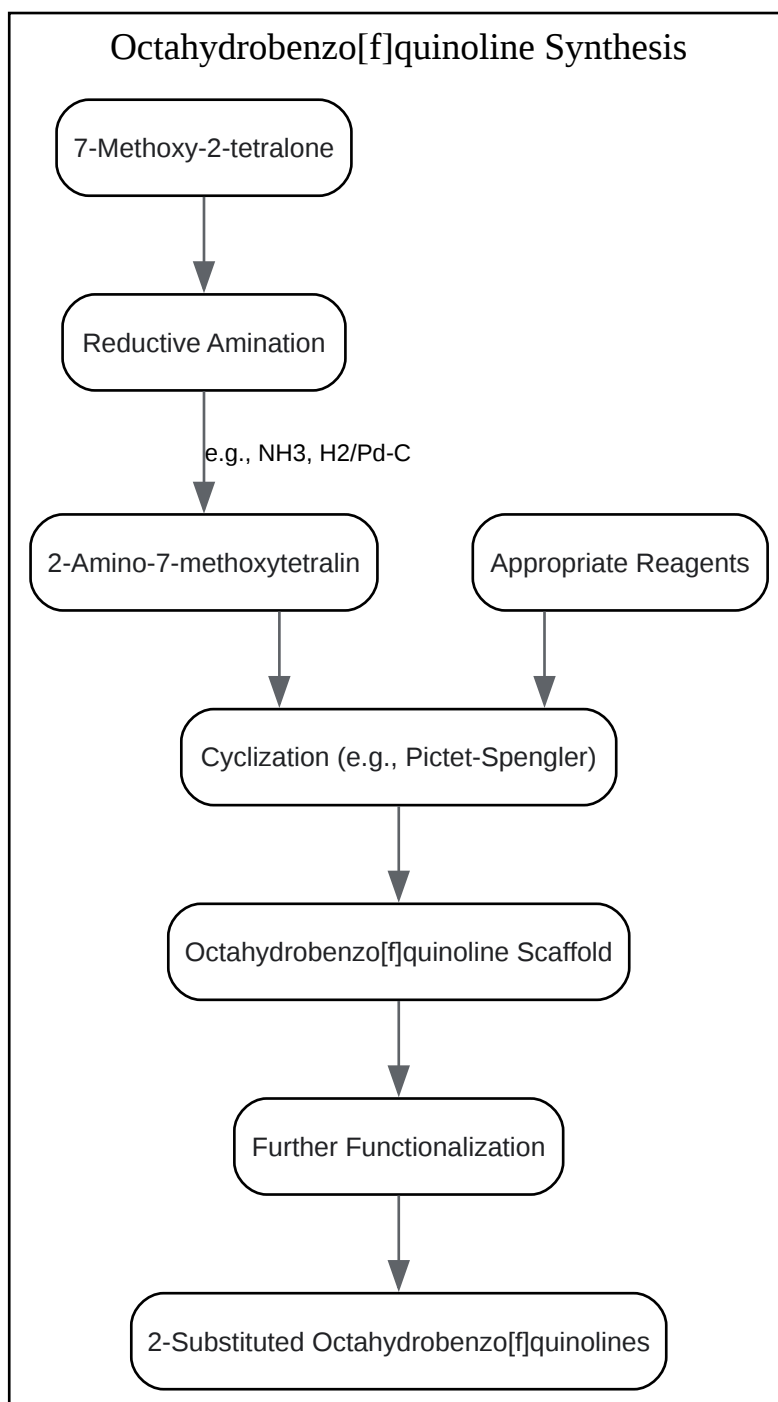 Octahydrobenzo[f]quinoline Synthesis
7-Methoxy-2-tetralone
Reductive Amination
e.g., NH3, H2/Pd-C
2-Amino-7-methoxytetralin
Appropriate Reagents
Cyclization (e.g., Pictet-Spengler)
Octahydrobenzo[f]quinoline Scaffold
Further Functionalization
2-Substituted Octahydrobenzo[f]quinolines